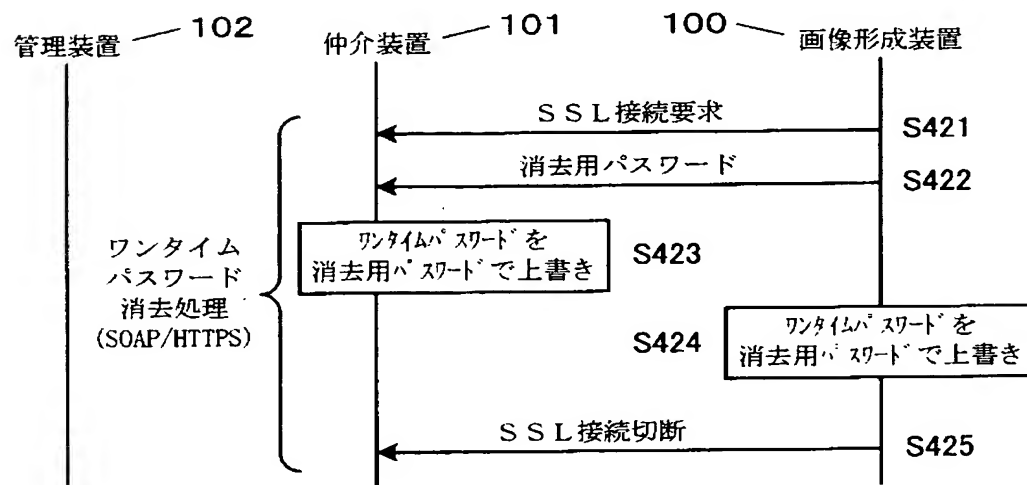 管理装置 102
仲介装置 101
100 画像形成装置
ＳＳＬ接続要求 S421
消去用パスワード S422
ﾜﾝﾀｲﾑﾊﾟｽﾜｰﾄﾞを
消去用ﾊﾟｽﾜｰﾄﾞで上書き
S423
ワンタイム
パスワード
消去処理
(SOAP/HTTPS)
S424
ﾜﾝﾀｲﾑﾊﾟｽﾜｰﾄﾞを
消去用ﾊﾟｽﾜｰﾄﾞで上書き
ＳＳＬ接続切断 S425